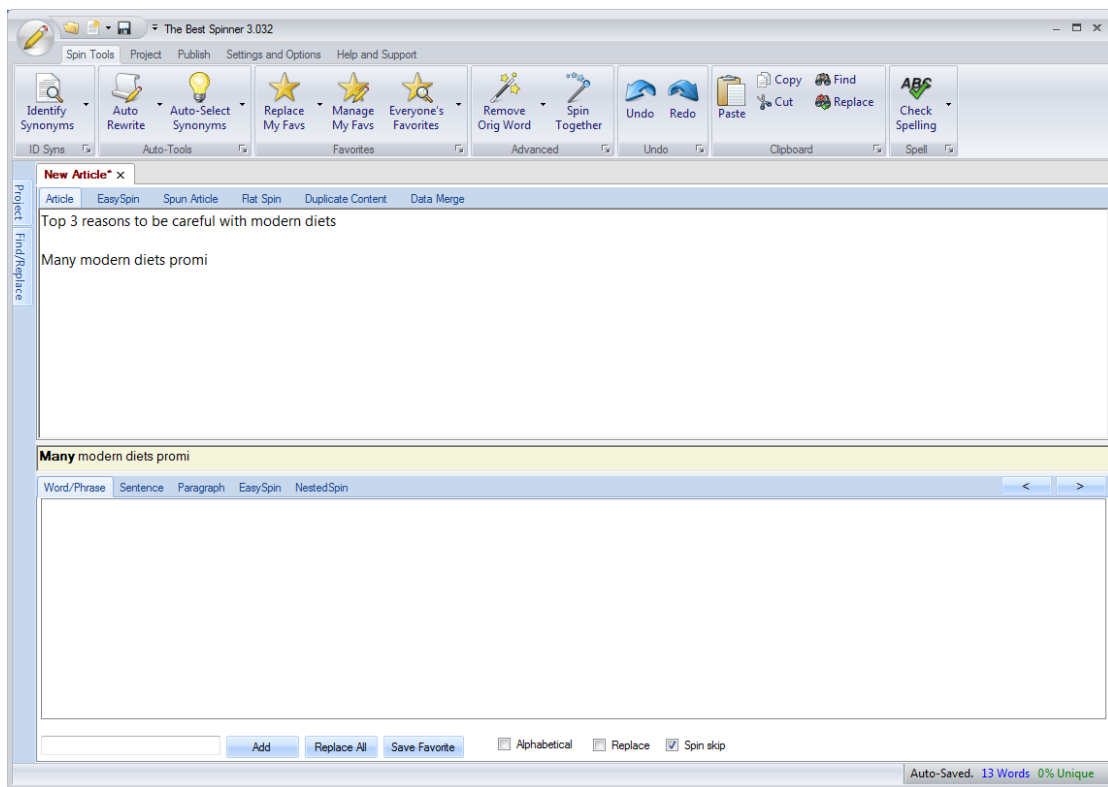 The Best Spinner 3.032
Spin Tools Project Publish Settings and Options Help and Support
Identify Synonyms
Auto Rewrite
Auto-Select Synonyms
Replace My Favs
Manage My Favs
Everyone's Favorites
Remove Orig Word
Spin Together
Undo Redo
Paste
Copy
Cut
Find
Replace
ABC
Check Spelling
ID Syns Auto-Tools Favorites Advanced Undo Clipboard Spell
New Article* x
Project
Find/Replace
Article EasySpin Spun Article Flat Spin Duplicate Content Data Merge
Top 3 reasons to be careful with modern diets
Many modern diets promi
Many modern diets promi
Word/Phrase Sentence Paragraph EasySpin NestedSpin < >
Add Replace All Save Favorite Alphabetical Replace Spin skip
Auto-Saved. 13 Words 0% Unique